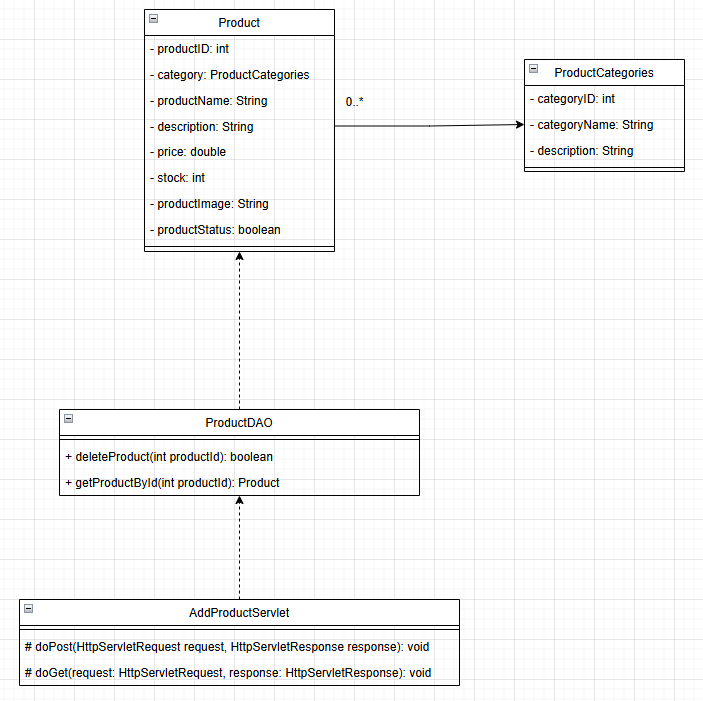 Product
- productID: int
- category: ProductCategories
- productName: String
- description: String
- price: double
- stock: int
- productImage: String
- productStatus: boolean
0..*
ProductCategories
- categoryID: int
- categoryName: String
- description: String
ProductDAO
+ deleteProduct(int productId): boolean
+ getProductById(int productId): Product
AddProductServlet
# doPost(HttpServletRequest request, HttpServletResponse response): void
# doGet(request: HttpServletRequest, response: HttpServletResponse): void